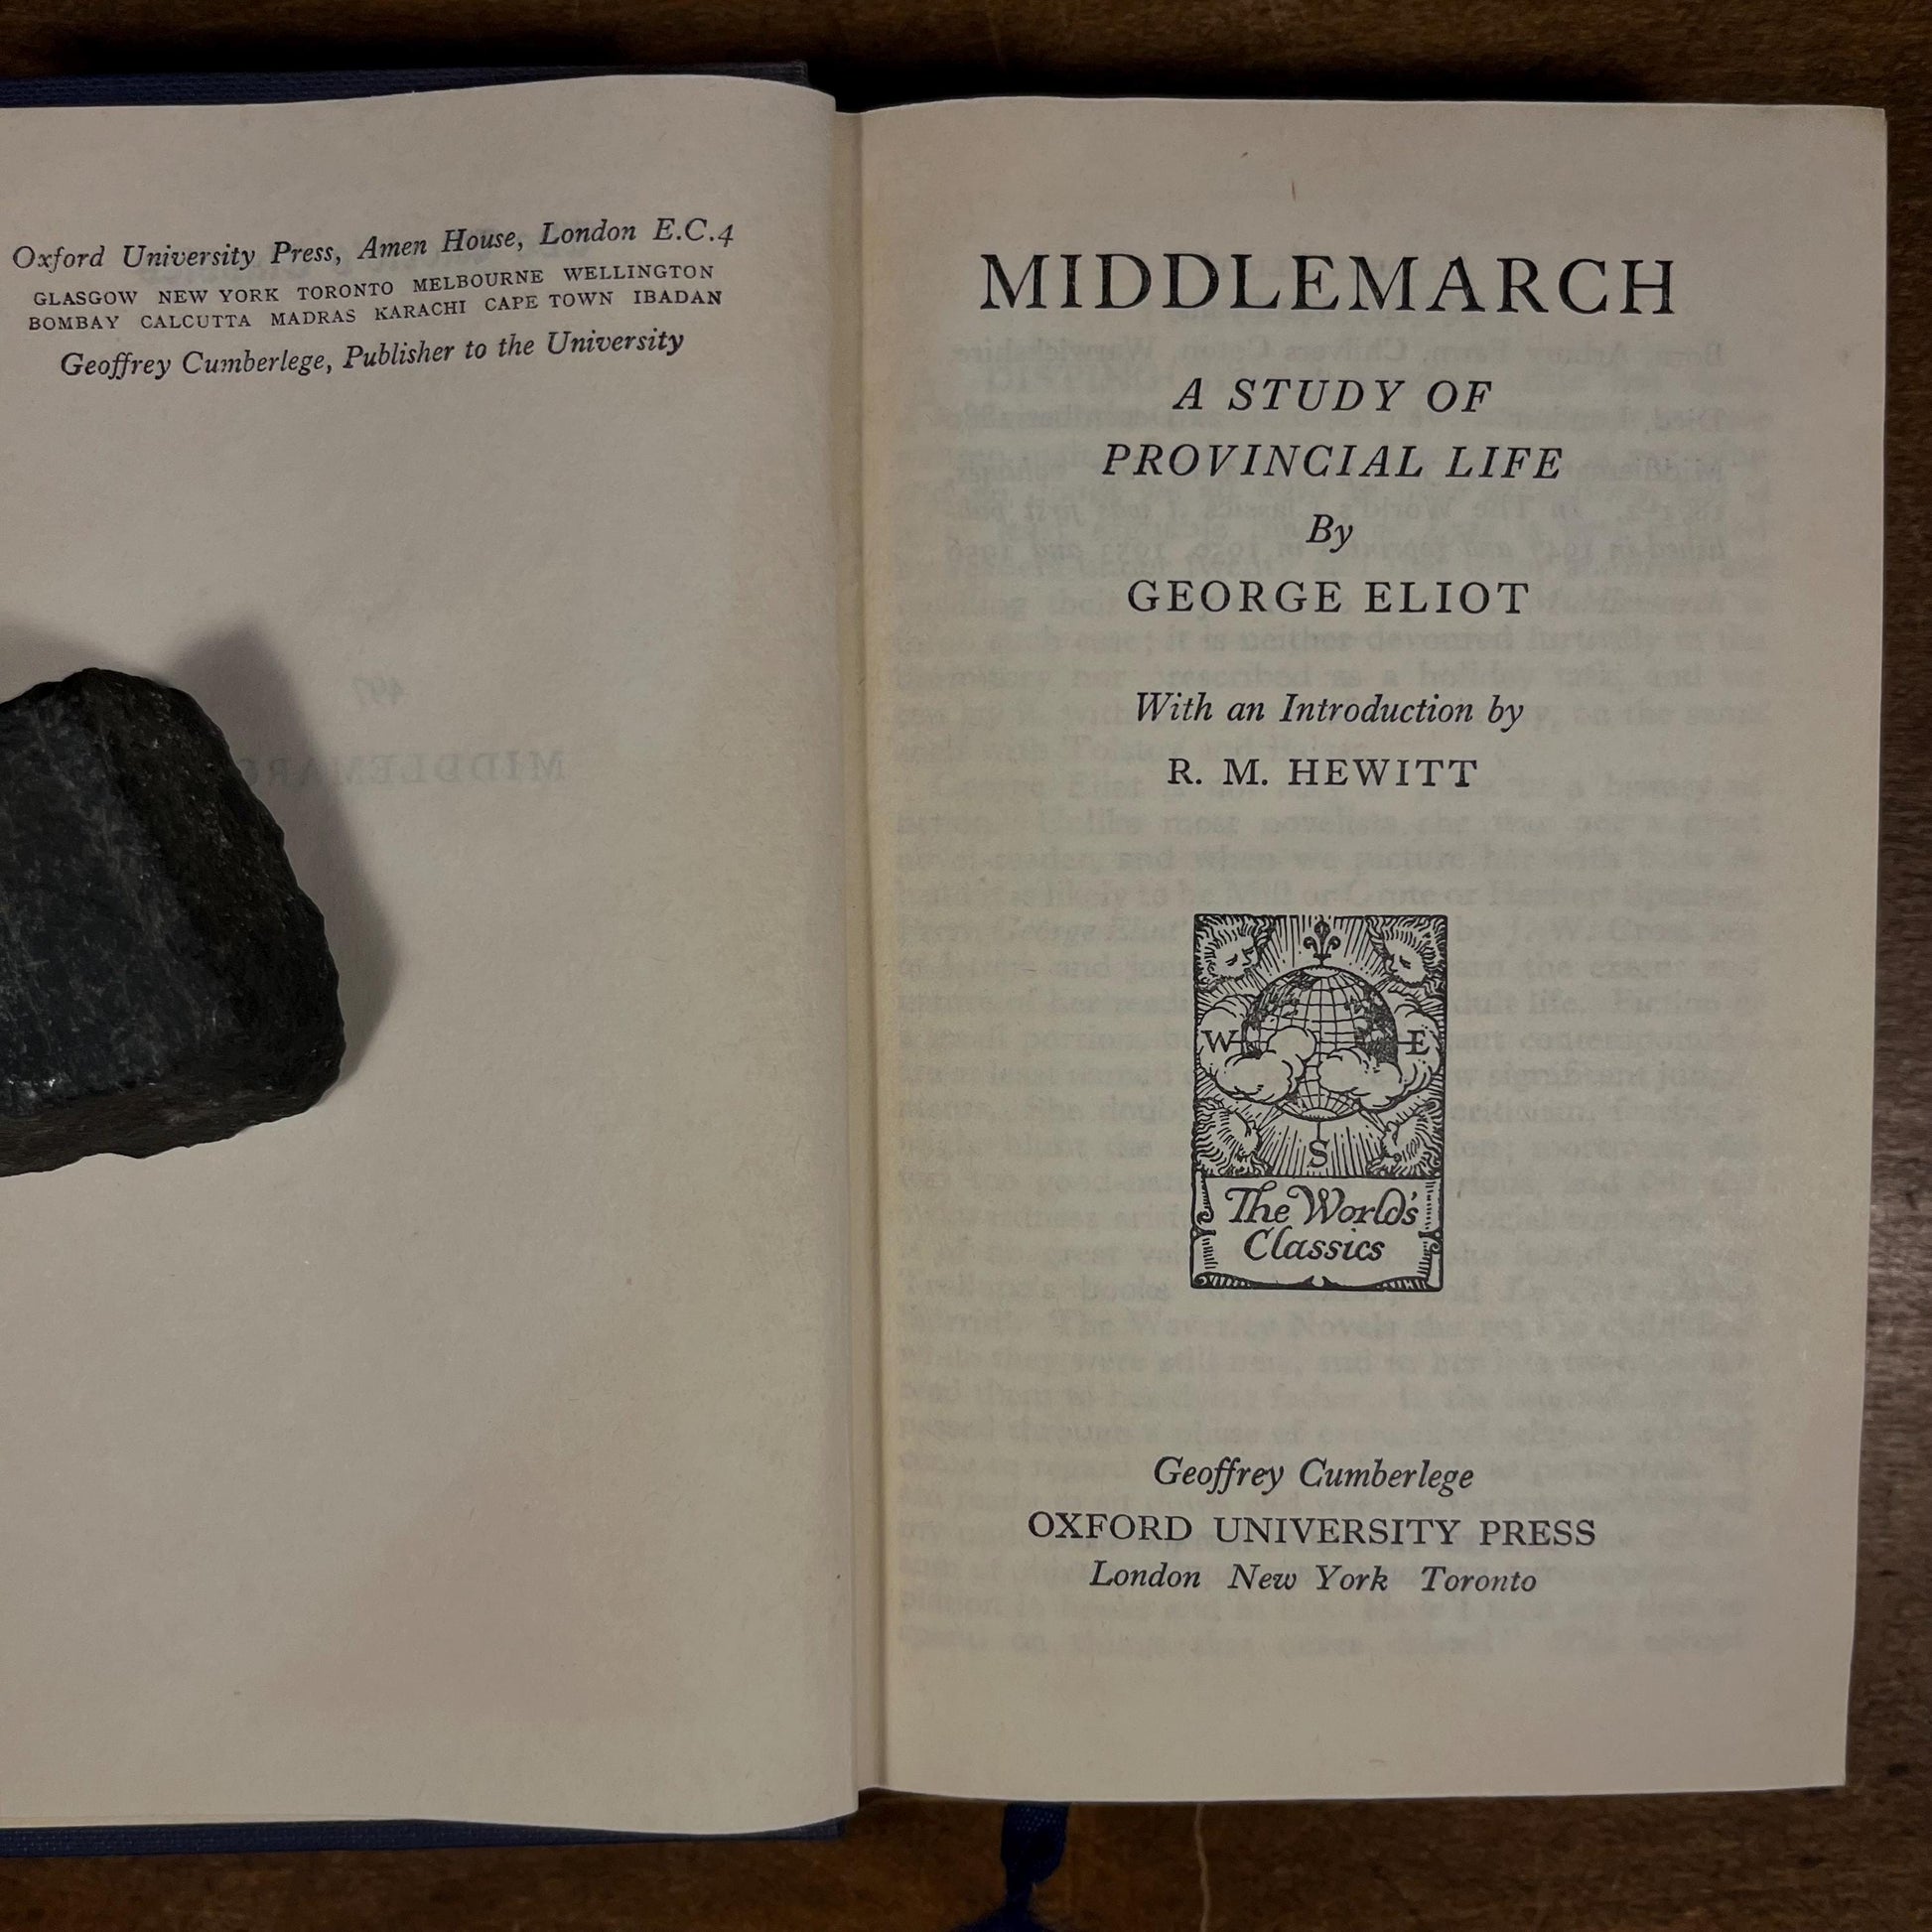 Oxford University Press, Amen House, London E.C.4
GLASGOW NEW YORK TORONTO MELBOURNE WELLINGTON
BOMBAY CALCUTTA MADRAS KARACHI CAPE TOWN IBADAN
Geoffrey Cumberlege, Publisher to the University
MIDDLEMARCH
A STUDY OF
PROVINCIAL LIFE
By
GEORGE ELIOT
With an Introduction by
R. M. HEWITT
W E
S
The World's
Classics
Geoffrey Cumberlege
OXFORD UNIVERSITY PRESS
London New York Toronto